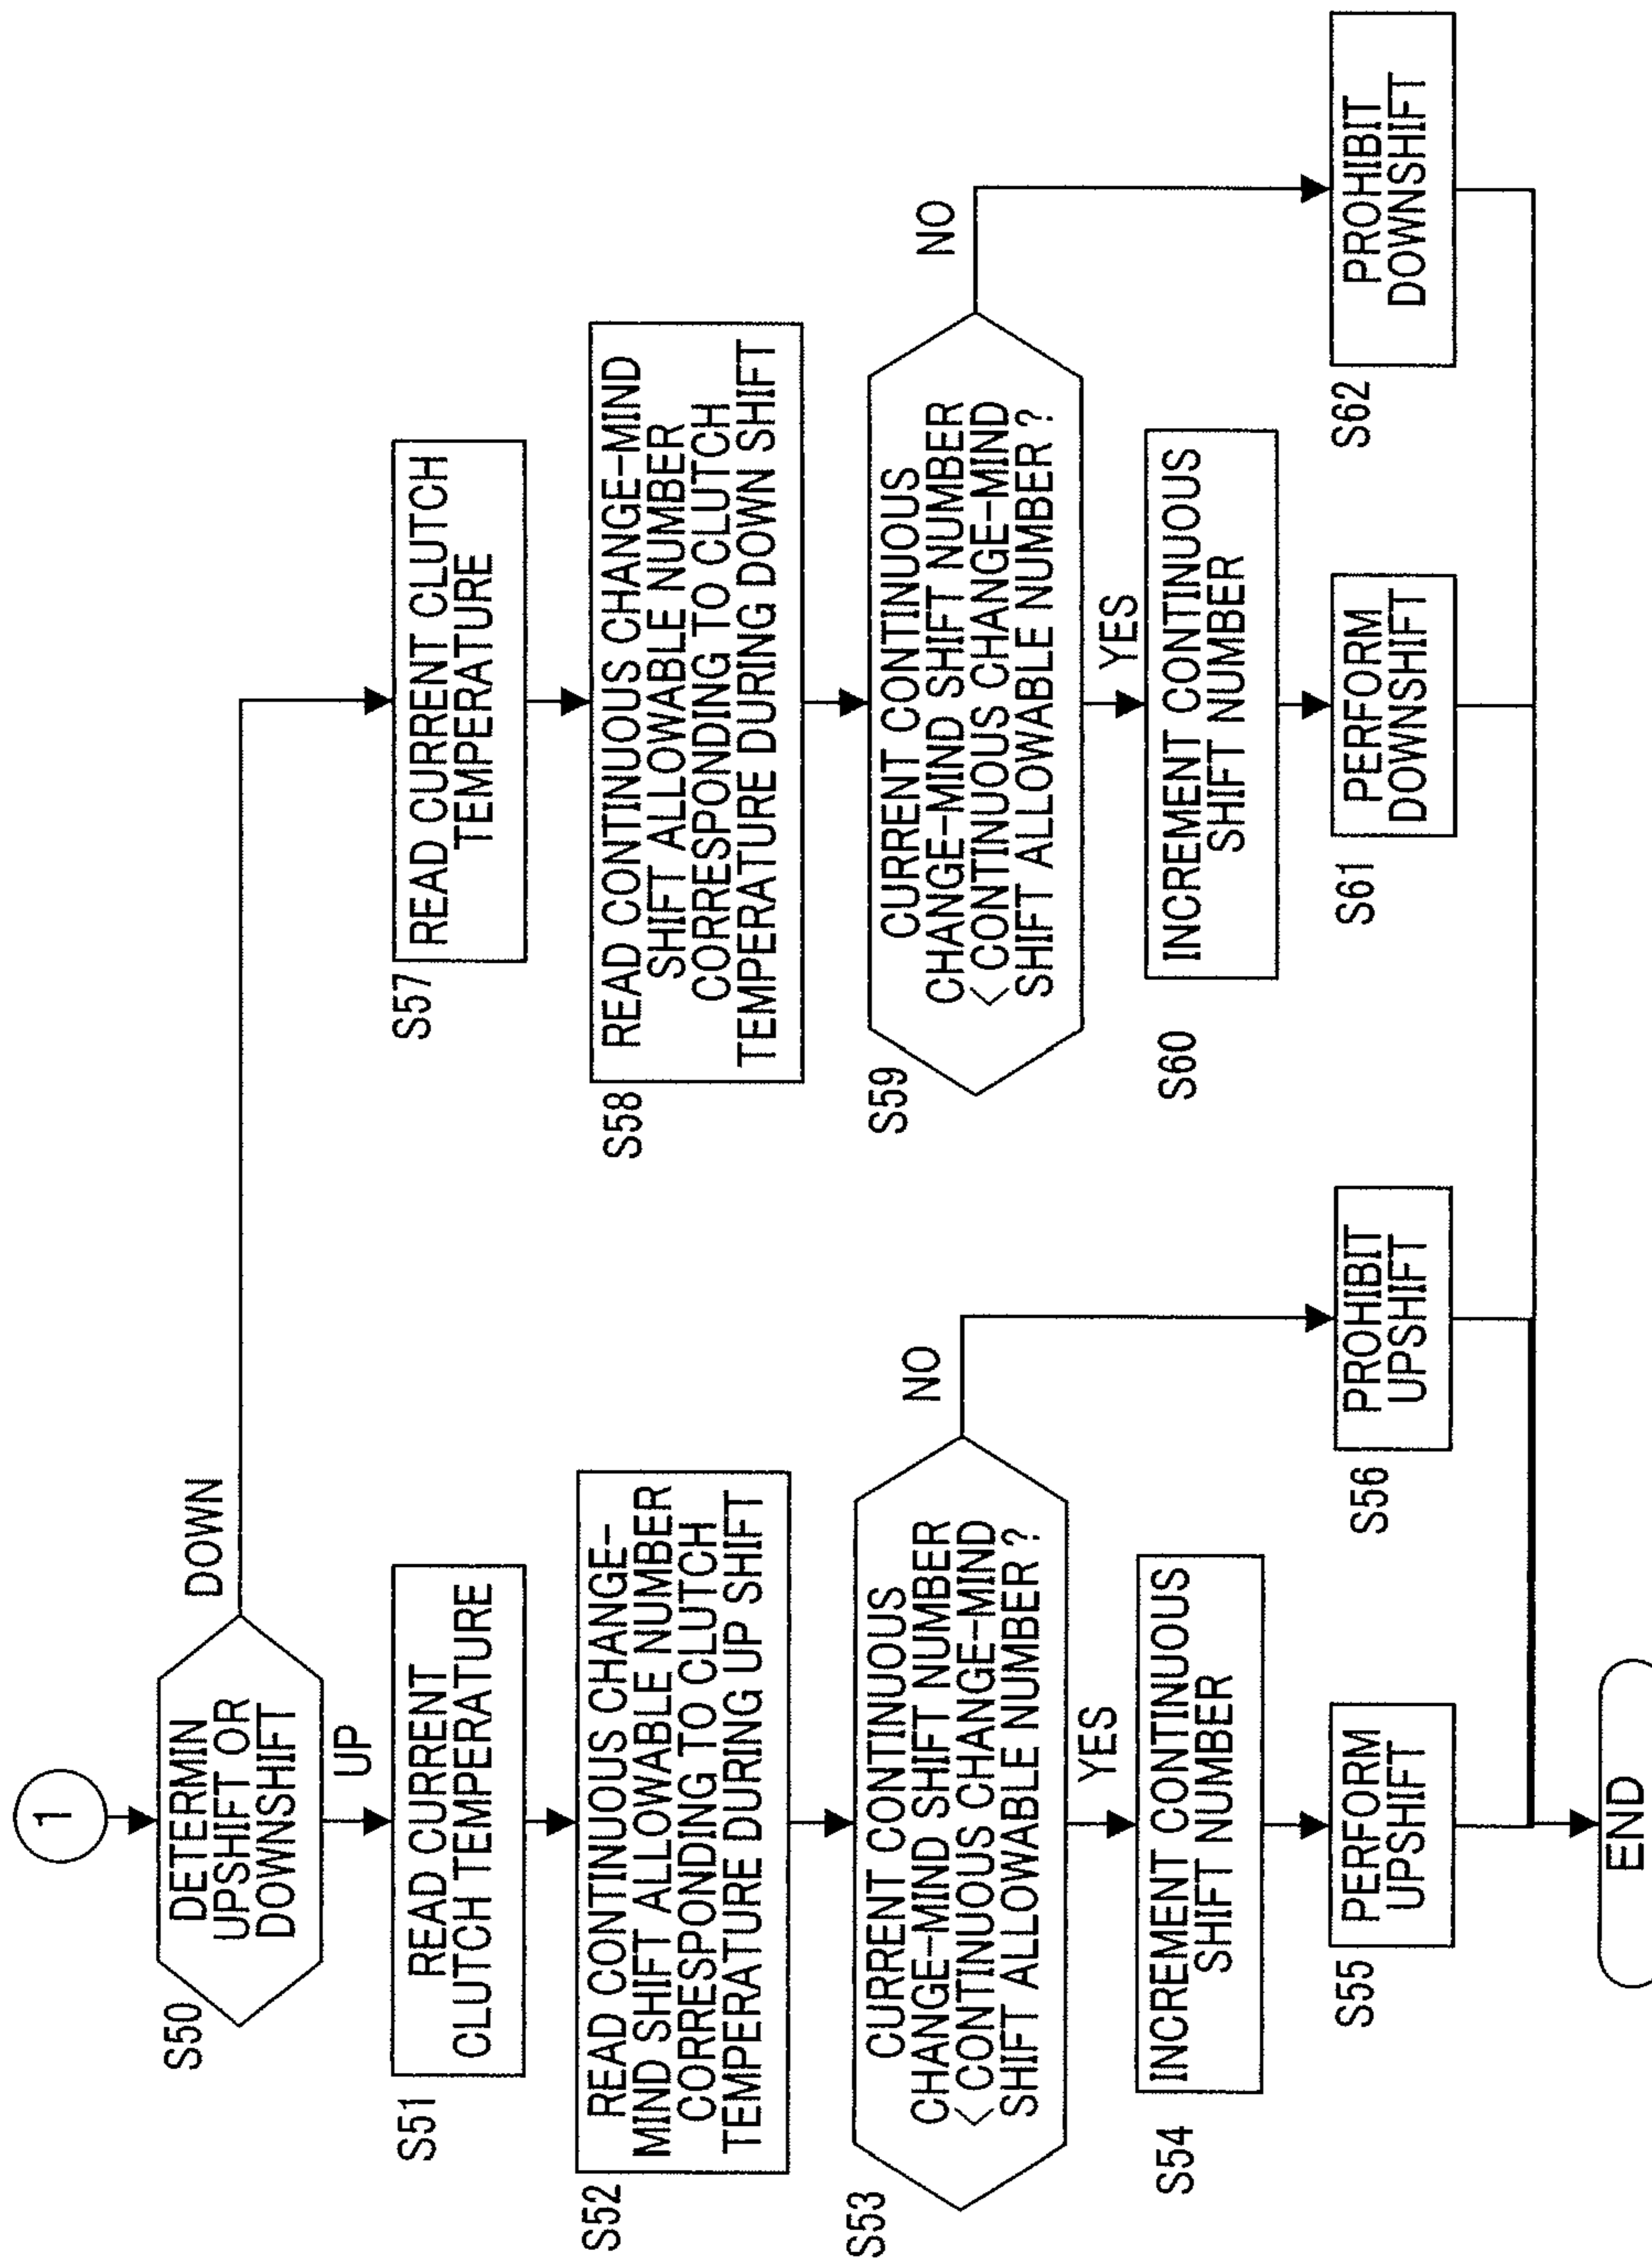 1
S50
DETERMIN
UPSHIFT OR
DOWNSHIFT
DOWN
UP
S51
READ CURRENT
CLUTCH TEMPERATURE
S52
READ CONTINUOUS CHANGE-
MIND SHIFT ALLOWABLE NUMBER
CORRESPONDING TO CLUTCH
TEMPERATURE DURING UP SHIFT
S53
CURRENT CONTINUOUS
CHANGE-MIND SHIFT NUMBER
< CONTINUOUS CHANGE-MIND
SHIFT ALLOWABLE NUMBER ?
NO
YES
S54
INCREMENT CONTINUOUS
SHIFT NUMBER
S55
PERFORM
UPSHIFT
S56
PROHIBIT
UPSHIFT
S57
READ CURRENT CLUTCH
TEMPERATURE
S58
READ CONTINUOUS CHANGE-MIND
SHIFT ALLOWABLE NUMBER
CORRESPONDING TO CLUTCH
TEMPERATURE DURING DOWN SHIFT
S59
CURRENT CONTINUOUS
CHANGE-MIND SHIFT NUMBER
< CONTINUOUS CHANGE-MIND
SHIFT ALLOWABLE NUMBER ?
NO
YES
S60
INCREMENT CONTINUOUS
SHIFT NUMBER
S61
PERFORM
DOWNSHIFT
S62
PROHIBIT
DOWNSHIFT
END